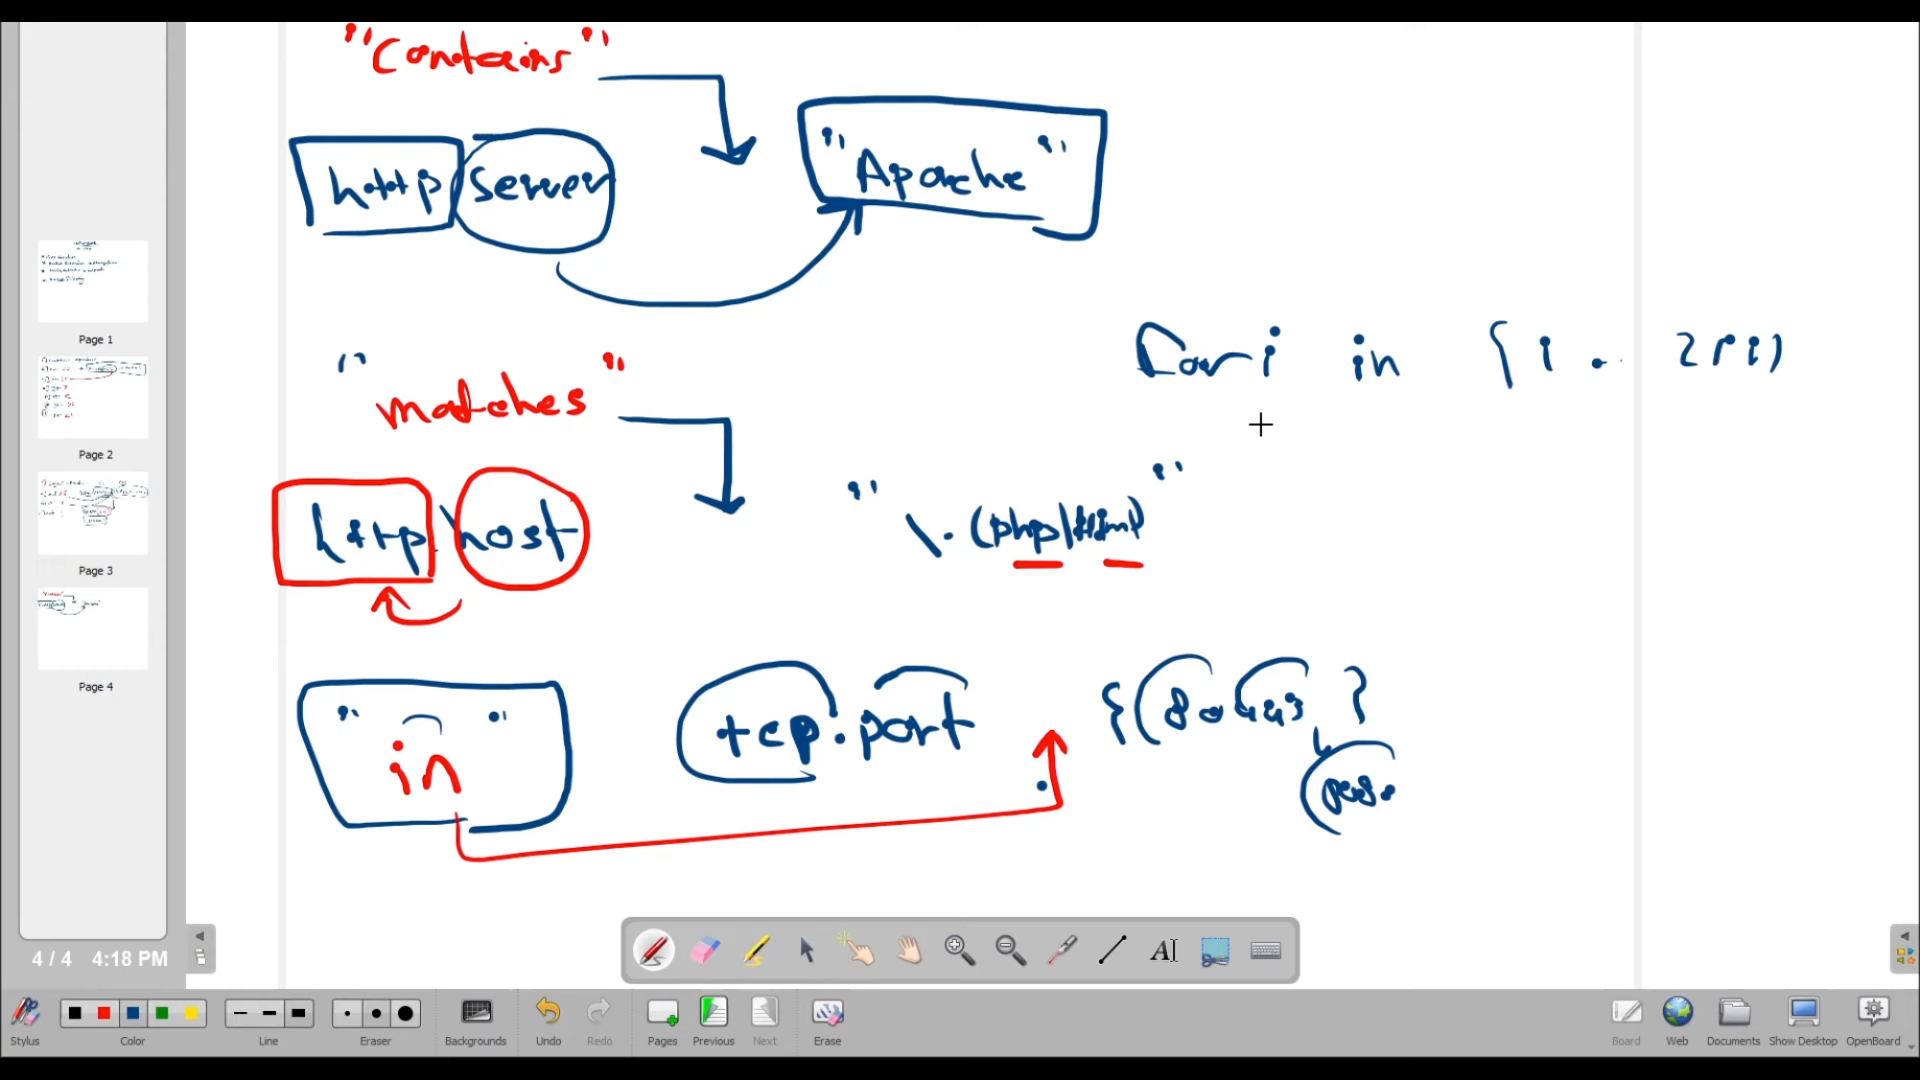 "Contains"
http server
"Apache"
"matches"
for i in {1 .. 255}
http.host
"\.(php|html)"
"in"
tcp.port
{80 443 }
Page 1
Page 2
Page 3
Page 4
4 / 4 4:18 PM
Stylus
Color
Line
Eraser
Backgrounds
Undo
Redo
Pages
Previous
Next
Erase
Board
Web
Documents
Show Desktop
OpenBoard